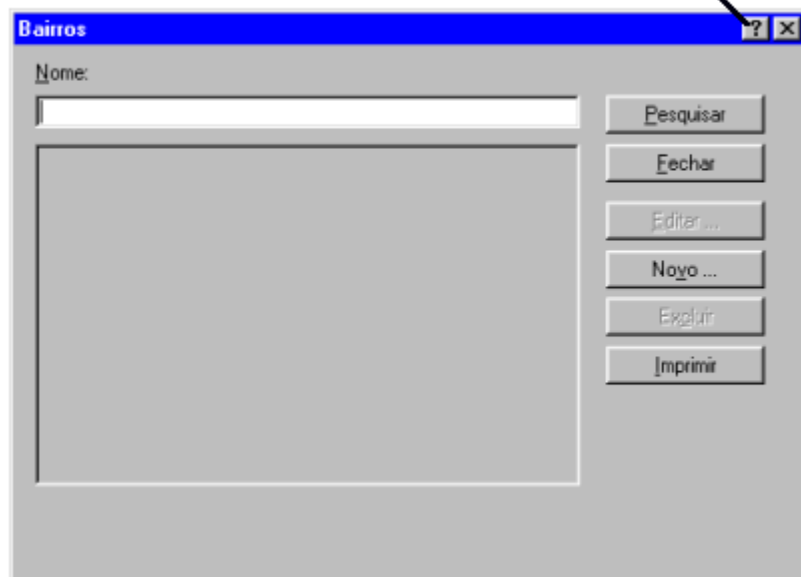 Bairros ?
Nome:
Pesquisar
Fechar
Editar ...
Novo ...
Excluir
Imprimir